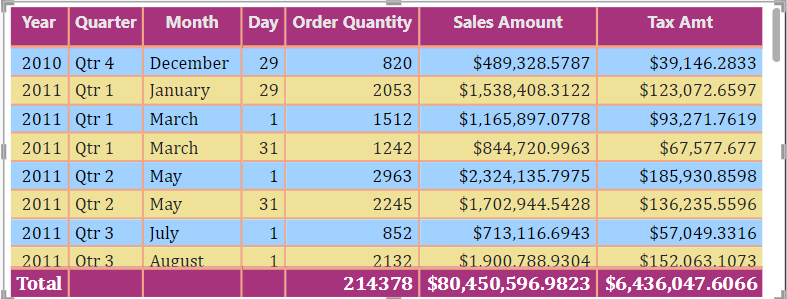 Year Quarter Month Day Order Quantity Sales Amount Tax Amt
2010 Qtr 4 December 29 820 $489,328.5787 $39,146.2833
2011 Qtr 1 January 29 2053 $1,538,408.3122 $123,072.6597
2011 Qtr 1 March 1 1512 $1,165,897.0778 $93,271.7619
2011 Qtr 1 March 31 1242 $844,720.9963 $67,577.677
2011 Qtr 2 May 1 2963 $2,324,135.7975 $185,930.8598
2011 Qtr 2 May 31 2245 $1,702,944.5428 $136,235.5596
2011 Qtr 3 July 1 852 $713,116.6943 $57,049.3316
2011 Qtr 3 August 1 2132 $1,900,788.9304 $152,063.1073
Total 214378 $80,450,596.9823 $6,436,047.6066